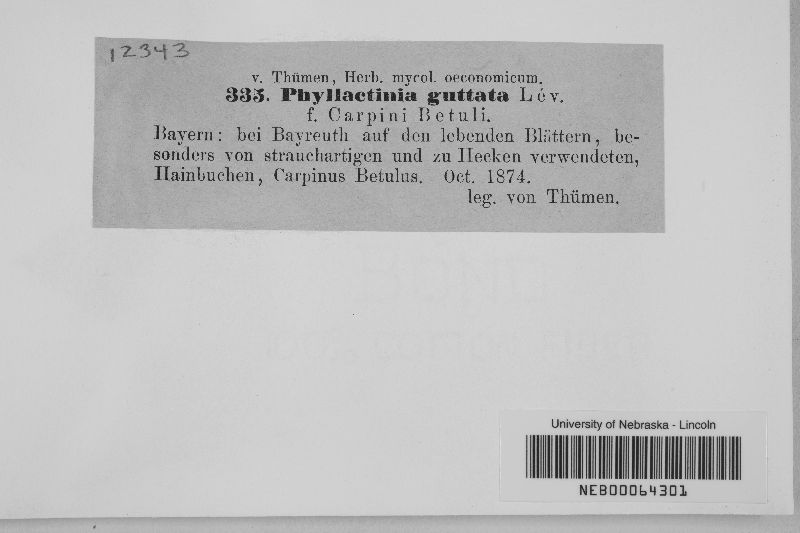 12343
v. Thümen, Herb. mycol. oeconomicum.
335. Phyllactinia guttata Lév.
f. Carpini Betuli.
Bayern: bei Bayreuth auf den lebenden Blättern, be-
sonders von strauchartigen und zu Hecken verwendeten,
Hainbuchen, Carpinus Betulus. Oct. 1874.
leg. von Thümen.
University of Nebraska - Lincoln
NEB00064301